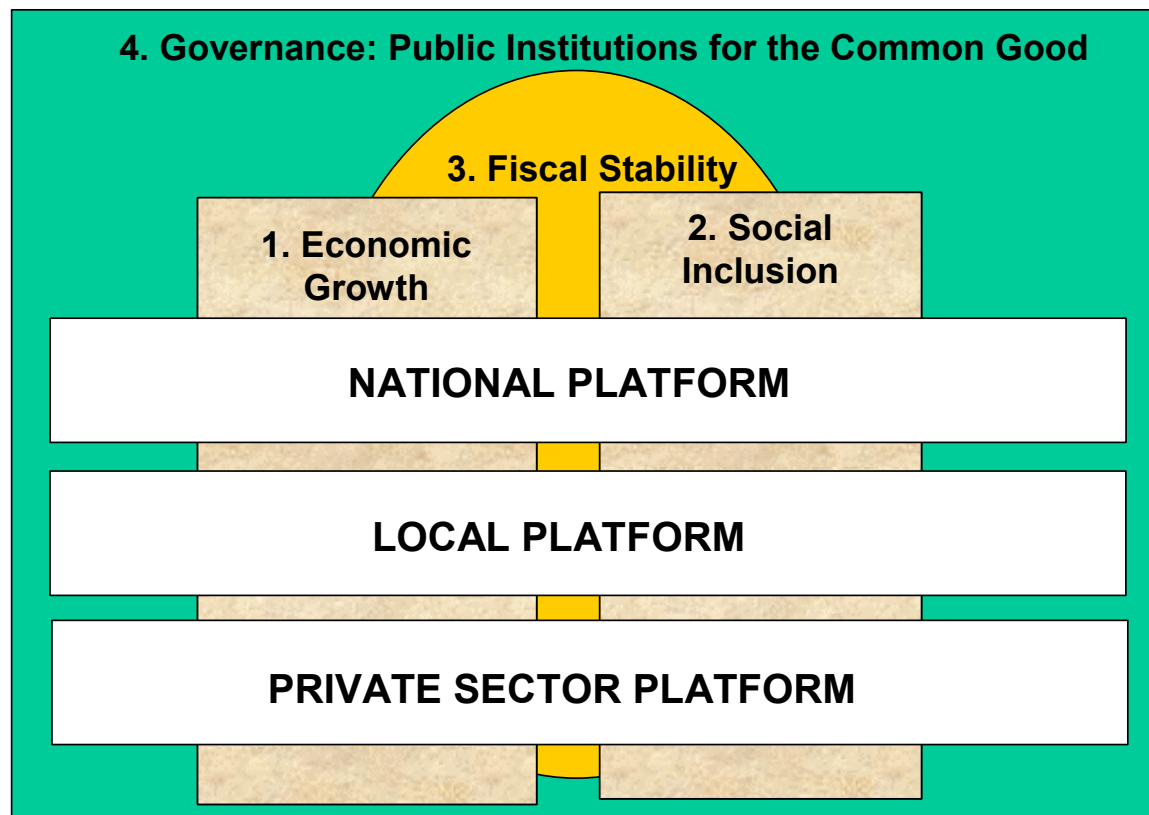 4. Governance: Public Institutions for the Common Good
3. Fiscal Stability
1. Economic
Growth
2. Social
Inclusion
NATIONAL PLATFORM
LOCAL PLATFORM
PRIVATE SECTOR PLATFORM